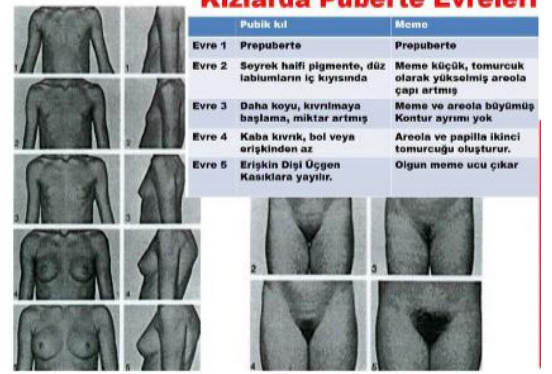 Kızlarda Puberte Evreleri
Pubik kıl Meme
Evre 1 Prepuberte Prepuberte
Evre 2 Seyrek hafif pigmente, düz Meme küçük, tomurcuk
labiumların iç kıyısında olarak yükselmiş areola
çapı artmış
Evre 3 Daha koyu, kıvrılmaya Meme ve areola büyümüş
başlama, miktar artmış Kontur ayrımı yok
Evre 4 Kaba kıvrık, bol veya Areola ve papilla ikinci
erişkinden az tomurcuğu oluşturur.
Evre 5 Erişkin Dişi Üçgen Olgun meme ucu çıkar
Kasıklara yayılır.
1 1
2 2
3 3
4 4
5 5
2 3
4 5